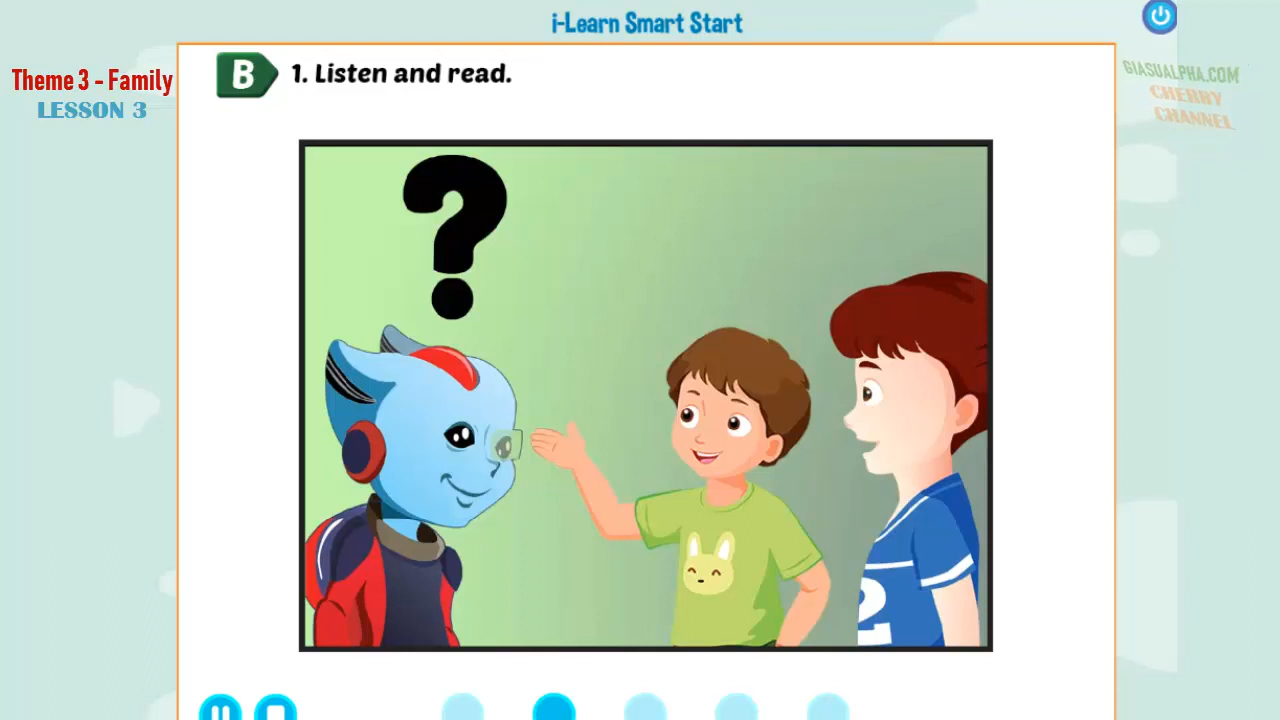 i-Learn Smart Start
Theme 3 - Family
LESSON 3
B 1. Listen and read.
GIASUALPHA.COM
CHERRY
CHANNEL
?
2